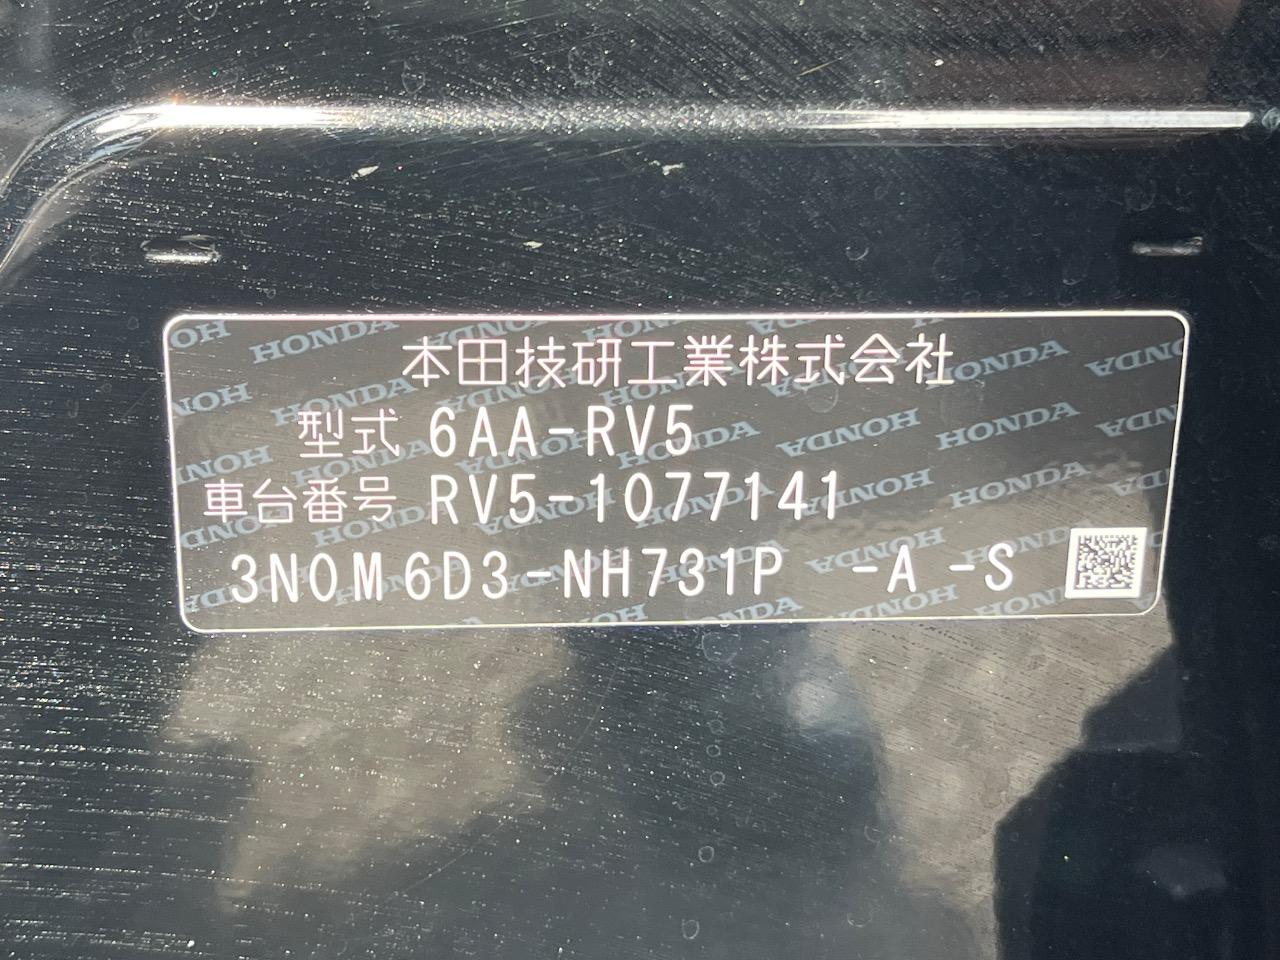 本田技研工業株式会社
型式 6AA-RV5
車台番号 RV5-1077141
3N0M6D3-NH731P -A -S